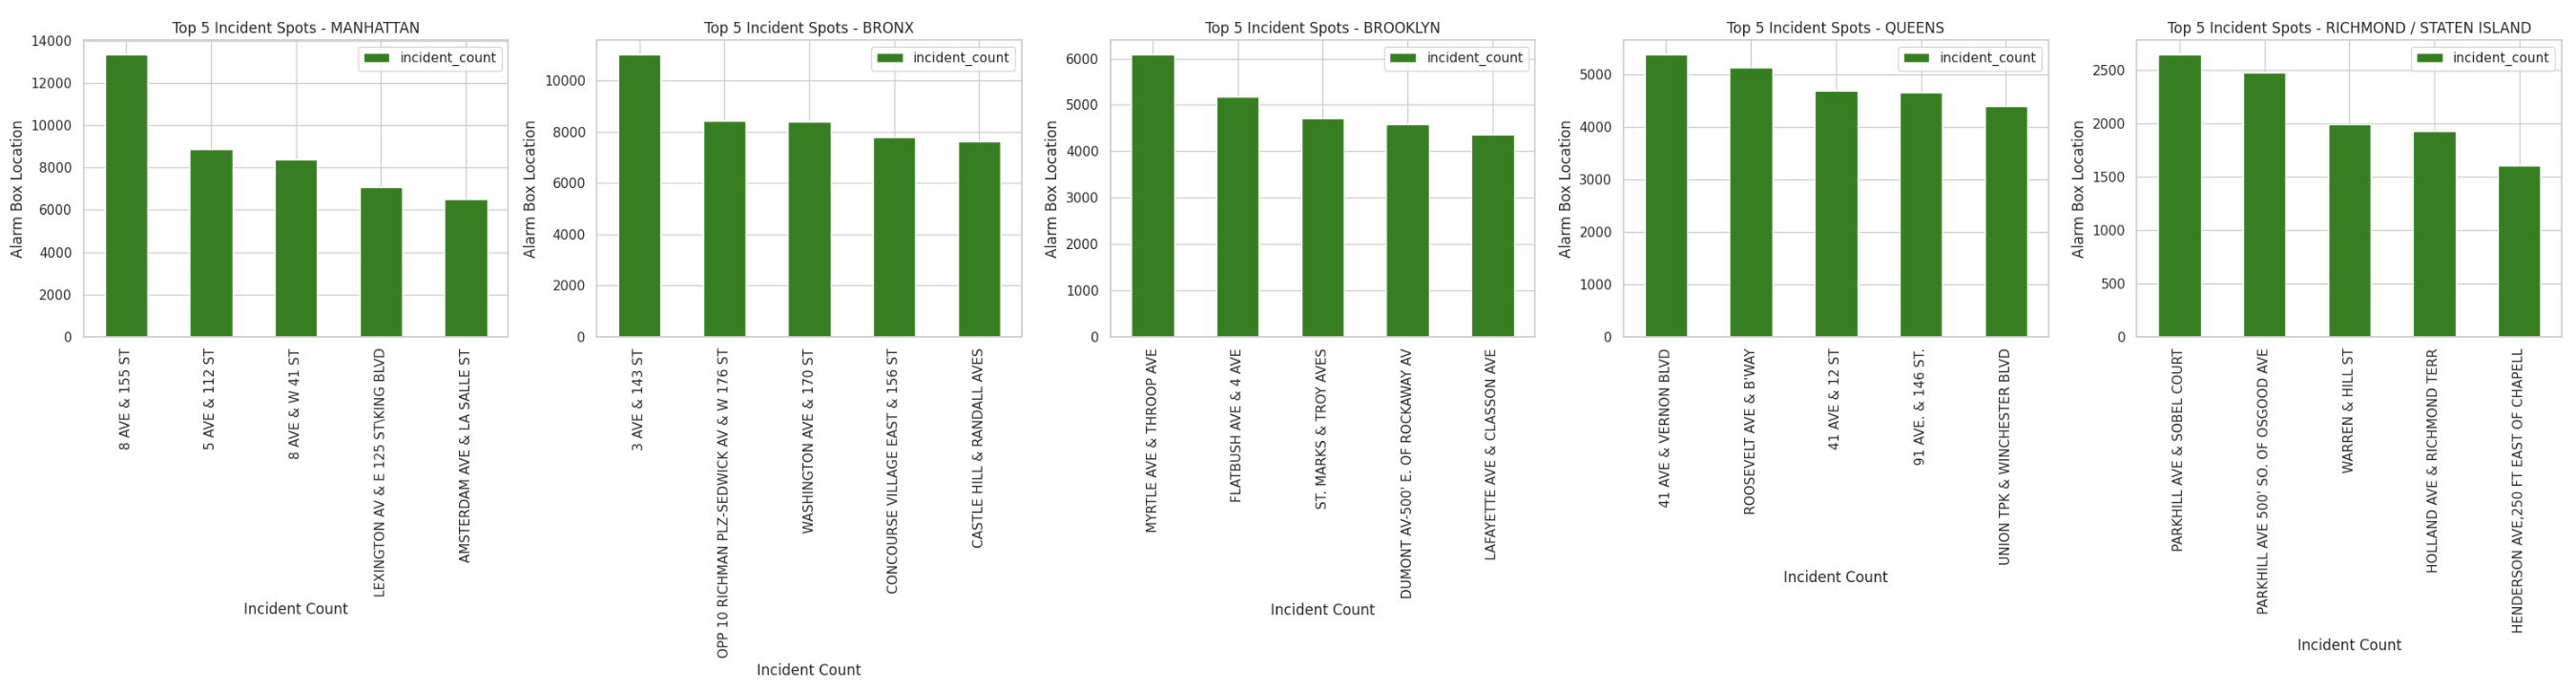 Top 5 Incident Spots - MANHATTAN
incident_count
Alarm Box Location
14000
12000
10000
8000
6000
4000
2000
0
8 AVE & 155 ST
5 AVE & 112 ST
8 AVE & W 41 ST
LEXINGTON AV & E 125 ST\KING BLVD
AMSTERDAM AVE & LA SALLE ST
Incident Count
Top 5 Incident Spots - BRONX
incident_count
Alarm Box Location
10000
8000
6000
4000
2000
0
3 AVE & 143 ST
OPP 10 RICHMAN PLZ-SEDWICK AV & W 176 ST
WASHINGTON AVE & 170 ST
CONCOURSE VILLAGE EAST & 156 ST
CASTLE HILL & RANDALL AVES
Incident Count
Top 5 Incident Spots - BROOKLYN
incident_count
Alarm Box Location
6000
5000
4000
3000
2000
1000
0
MYRTLE AVE & THROOP AVE
FLATBUSH AVE & 4 AVE
ST. MARKS & TROY AVES
DUMONT AV-500' E. OF ROCKAWAY AV
LAFAYETTE AVE & CLASSON AVE
Incident Count
Top 5 Incident Spots - QUEENS
incident_count
Alarm Box Location
5000
4000
3000
2000
1000
0
41 AVE & VERNON BLVD
ROOSEVELT AVE & B'WAY
41 AVE & 12 ST
91 AVE. & 146 ST.
UNION TPK & WINCHESTER BLVD
Incident Count
Top 5 Incident Spots - RICHMOND / STATEN ISLAND
incident_count
Alarm Box Location
2500
2000
1500
1000
500
0
PARKHILL AVE & SOBEL COURT
PARKHILL AVE 500' SO. OF OSGOOD AVE
WARREN & HILL ST
HOLLAND AVE & RICHMOND TERR
HENDERSON AVE,250 FT EAST OF CHAPELL
Incident Count